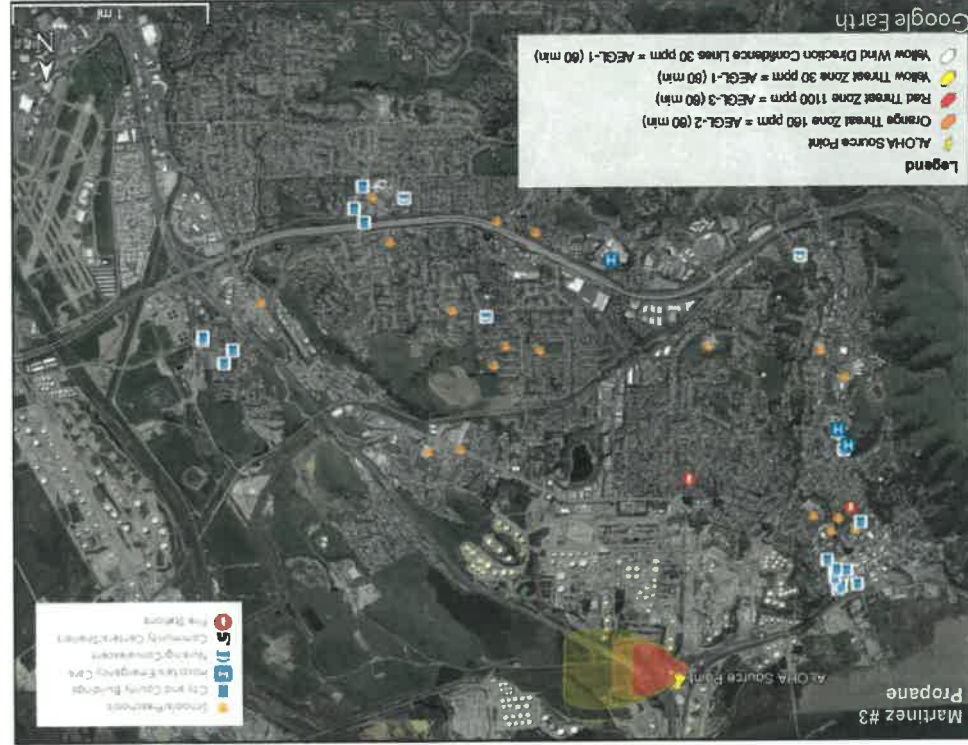 Martinez #3
Propane
ALOHA Source Point
Schools/Preschools
City and County Buildings
Hospitals/Emergency Care
Nursing/Convalescent
Community Centers/Shelters
Fire Stations
Legend
ALOHA Source Point
Orange Threat Zone 160 ppm = AEGL-2 (60 min)
Red Threat Zone 1100 ppm = AEGL-3 (60 min)
Yellow Threat Zone 30 ppm = AEGL-1 (60 min)
Yellow Wind Direction Confidence Lines 30 ppm = AEGL-1 (60 min)
Google Earth
N
1 mi